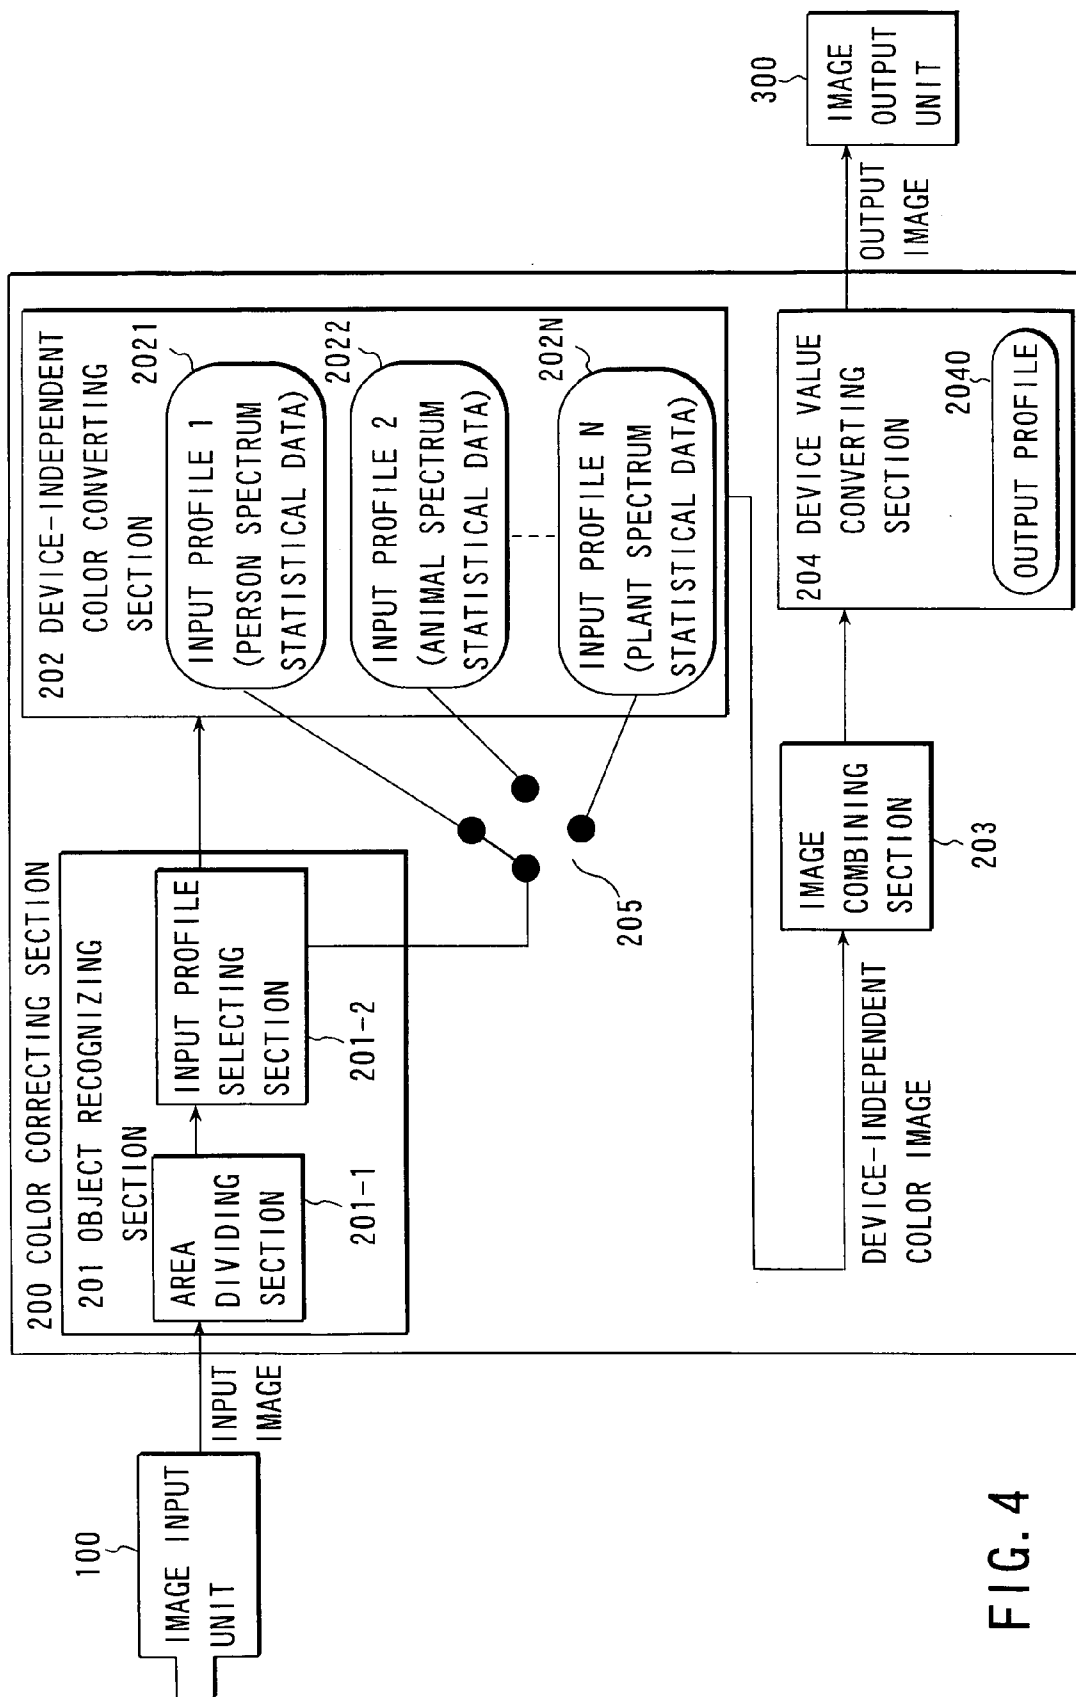 100
IMAGE INPUT
UNIT
INPUT
IMAGE
200 COLOR CORRECTING SECTION
201 OBJECT RECOGNIZING
SECTION
AREA
DIVIDING
SECTION
201-1
INPUT PROFILE
SELECTING
SECTION
201-2
205
202 DEVICE-INDEPENDENT
COLOR CONVERTING
SECTION
2021
INPUT PROFILE 1
(PERSON SPECTRUM
STATISTICAL DATA)
2022
INPUT PROFILE 2
(ANIMAL SPECTRUM
STATISTICAL DATA)
202N
INPUT PROFILE N
(PLANT SPECTRUM
STATISTICAL DATA)
DEVICE-INDEPENDENT
COLOR IMAGE
IMAGE
COMBINING
SECTION
203
204 DEVICE VALUE
CONVERTING
SECTION
2040
OUTPUT PROFILE
OUTPUT
IMAGE
300
IMAGE
OUTPUT
UNIT
FIG. 4